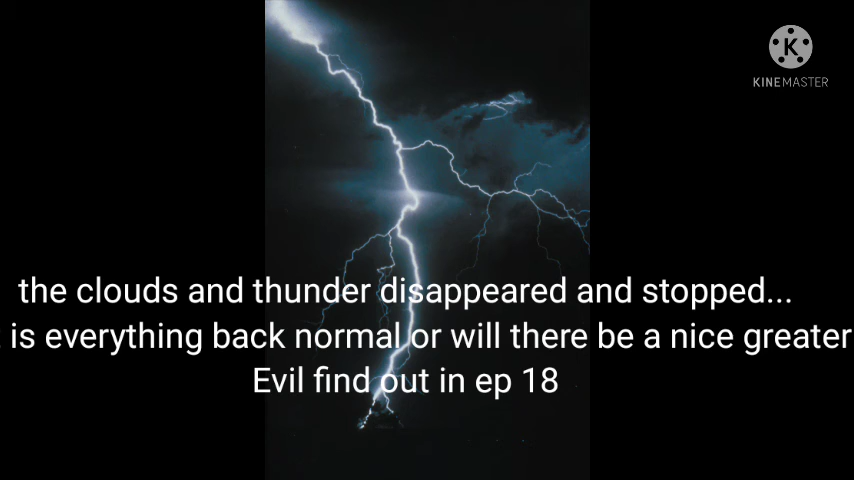 KINEMASTER
the clouds and thunder disappeared and stopped...
is everything back normal or will there be a nice greater
Evil find out in ep 18